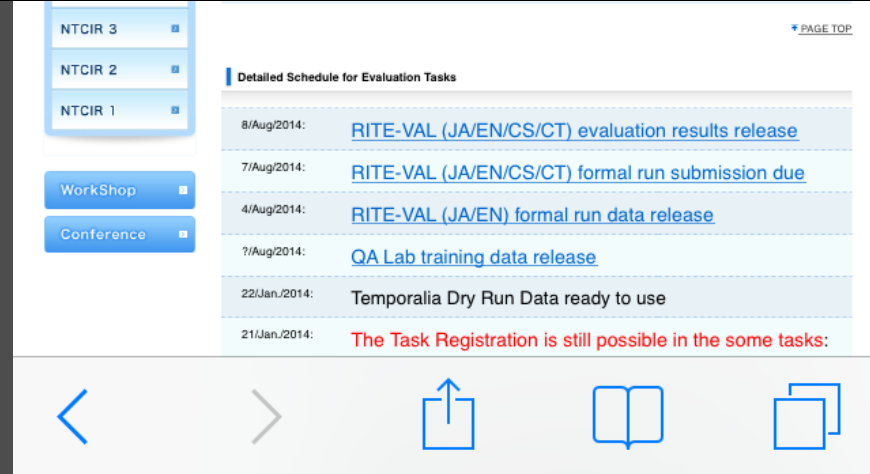 NTCIR 3
NTCIR 2
NTCIR 1
WorkShop
Conference
PAGE TOP
Detailed Schedule for Evaluation Tasks
8/Aug/2014: RITE-VAL (JA/EN/CS/CT) evaluation results release
7/Aug/2014: RITE-VAL (JA/EN/CS/CT) formal run submission due
4/Aug/2014: RITE-VAL (JA/EN) formal run data release
?/Aug/2014: QA Lab training data release
22/Jan./2014: Temporalia Dry Run Data ready to use
21/Jan./2014: The Task Registration is still possible in the some tasks: